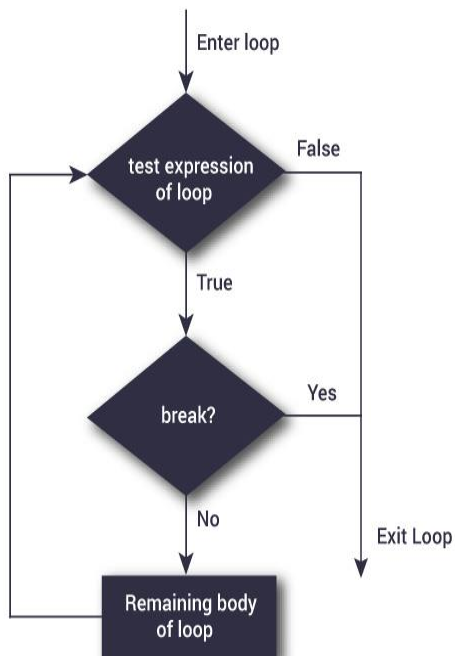 Enter loop
test expression
of loop
False
True
break?
Yes
No
Exit Loop
Remaining body
of loop